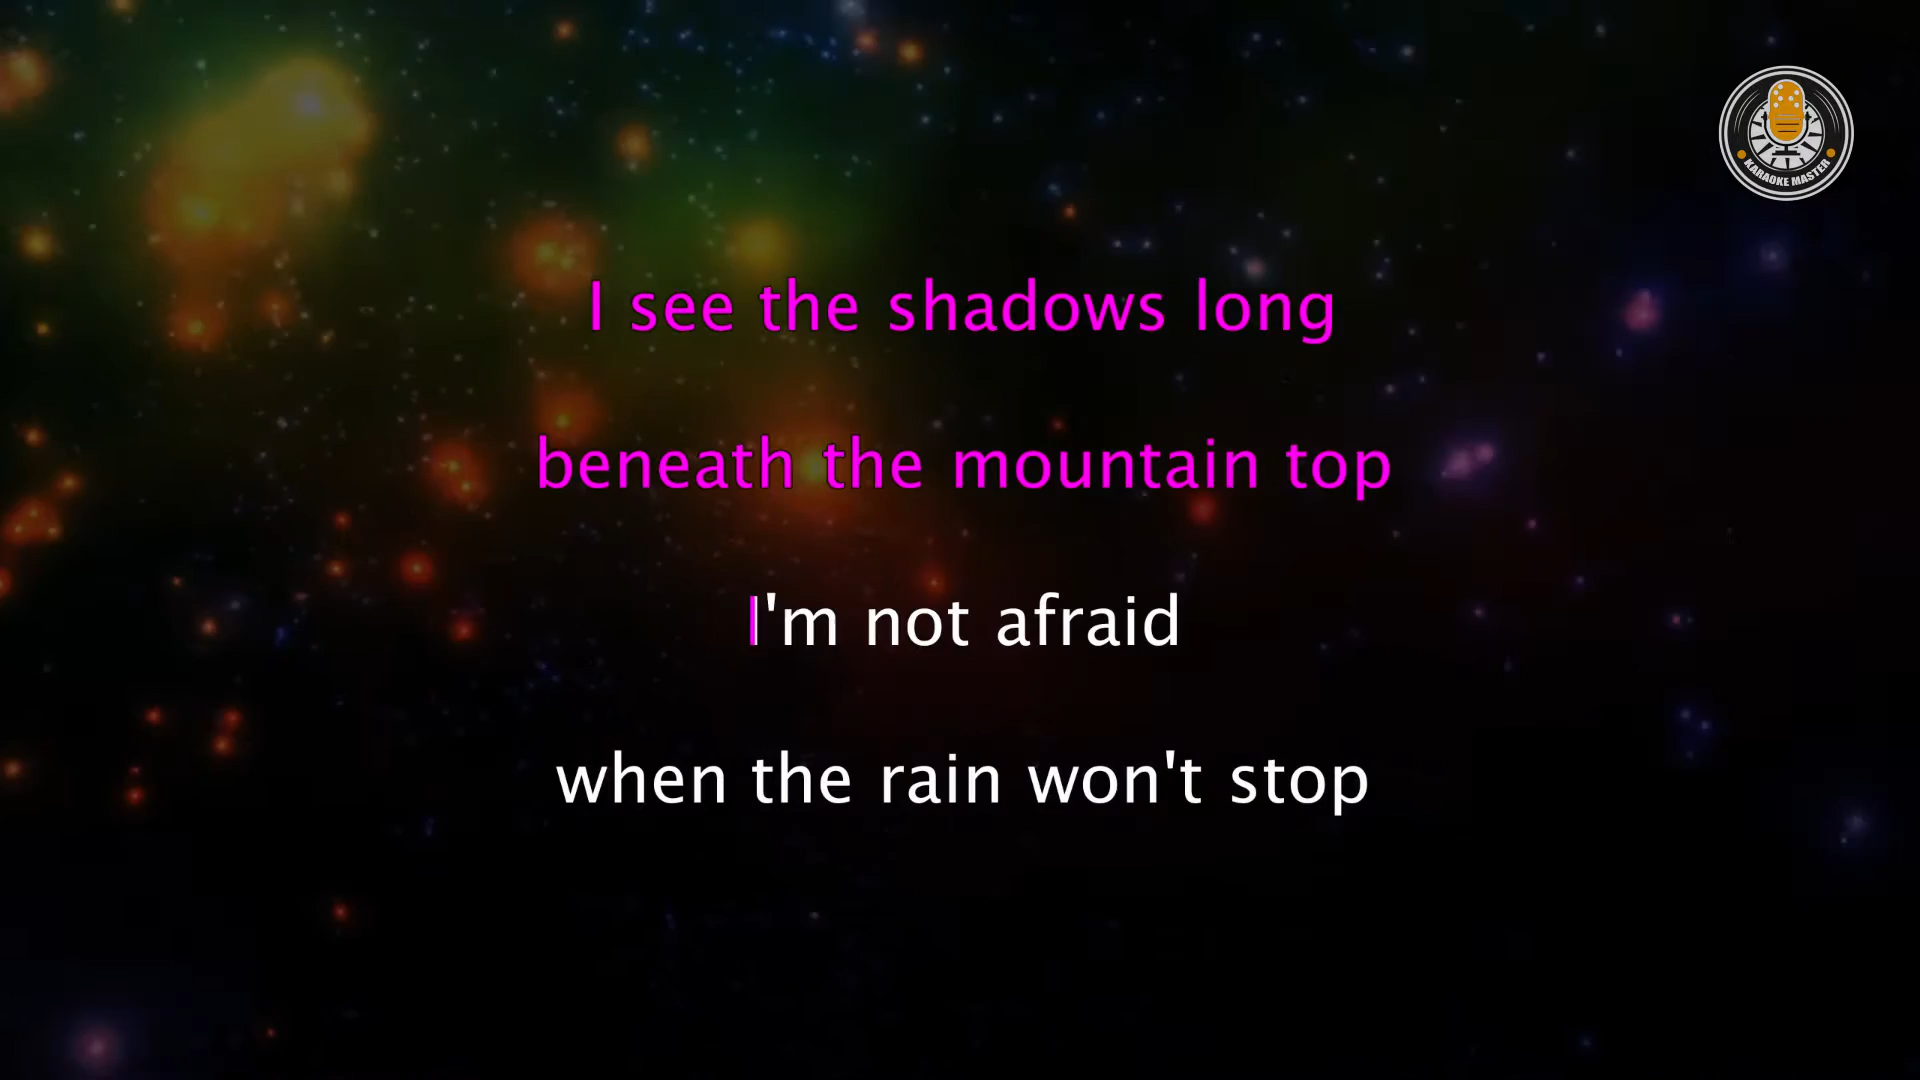 KARAOKE MASTER
I see the shadows long
beneath the mountain top
I'm not afraid
when the rain won't stop